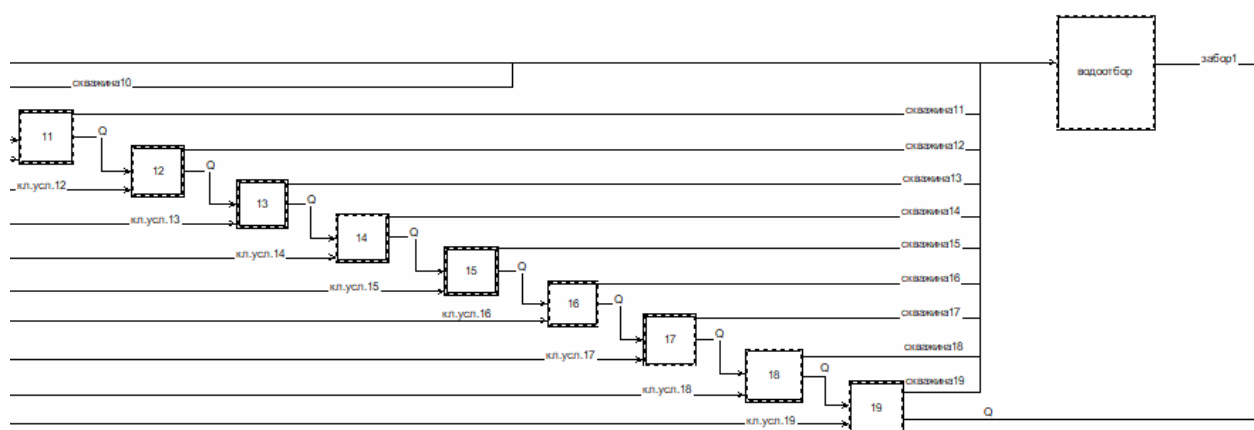 водоотбор
забор1
скважина10
скважина11
11
Q
скважина12
12
Q
кл.усл.12
скважина13
13
Q
кл.усл.13
скважина14
14
Q
кл.усл.14
скважина15
15
Q
кл.усл.15
скважина16
16
Q
кл.усл.16
скважина17
17
Q
кл.усл.17
скважина18
18
Q
кл.усл.18
скважина19
19
Q
кл.усл.19